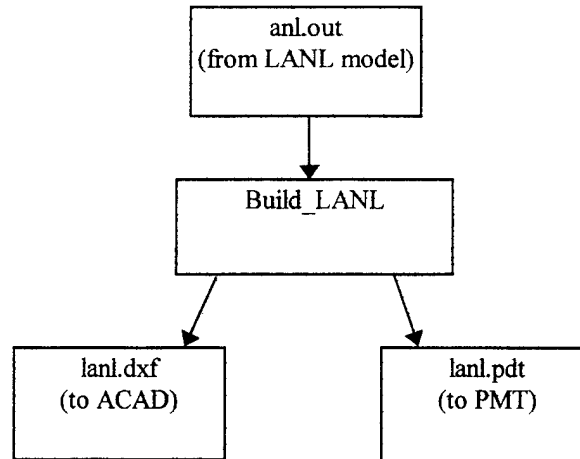 anl.out
(from LANL model)
Build_LANL
lanl.dxf
(to ACAD)
lanl.pdt
(to PMT)